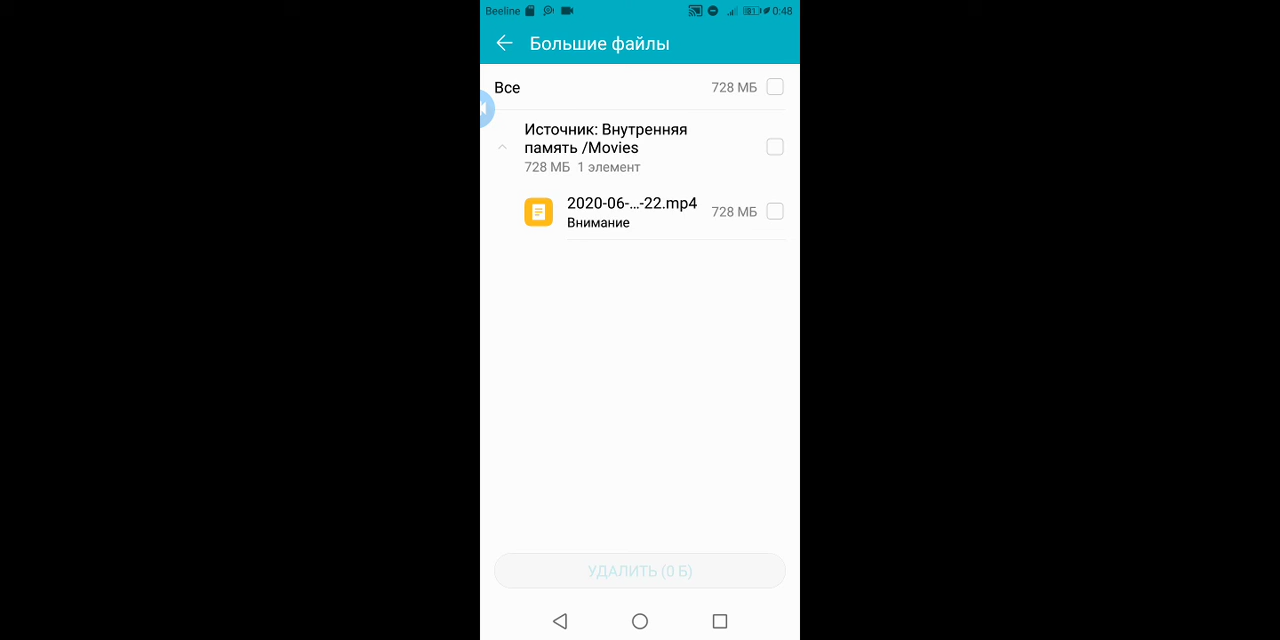 Beeline 81 0:48
Большие файлы
Все 728 МБ
Источник: Внутренняя
память /Movies
728 МБ 1 элемент
2020-06-...-22.mp4 728 МБ
Внимание
УДАЛИТЬ (0 Б)